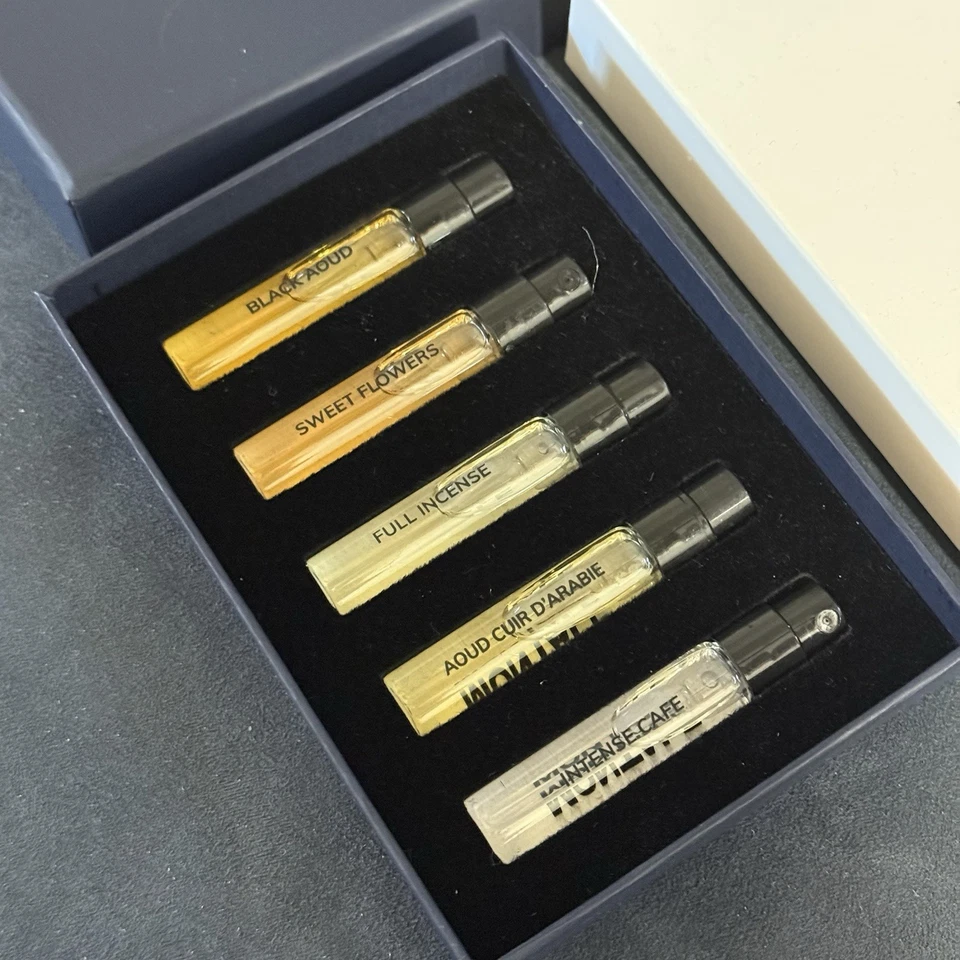 BLACK AOUD
SWEET FLOWERS
FULL INCENSE
AOUD CUIR D'ARABIE
INTENSE CAFE